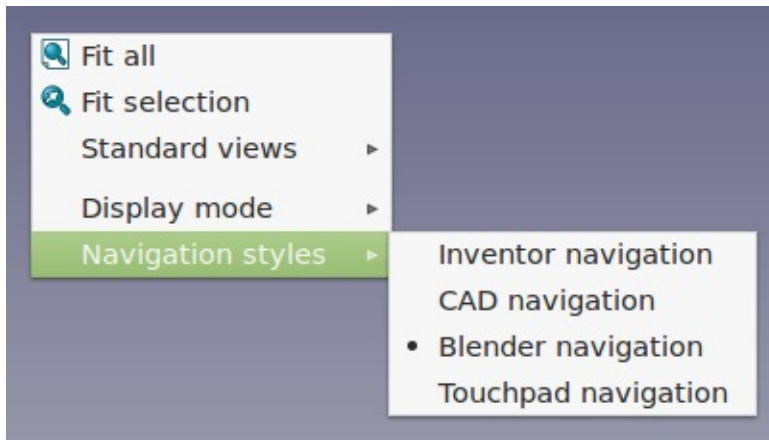 Fit all
Fit selection
Standard views
Display mode
Navigation styles
Inventor navigation
CAD navigation
Blender navigation
Touchpad navigation